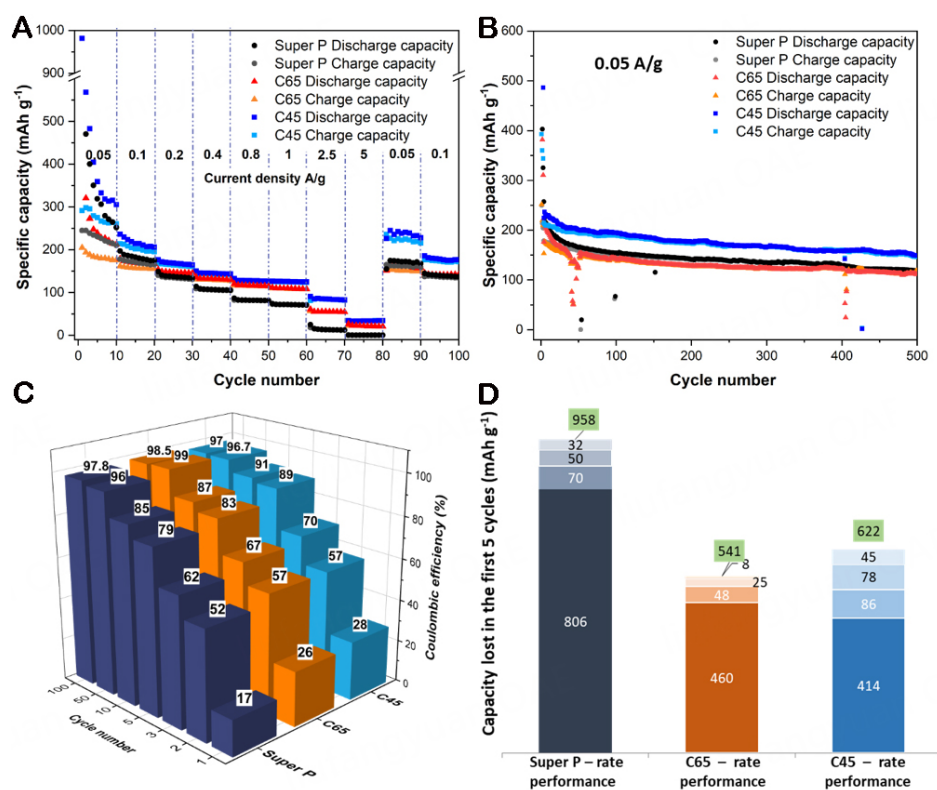 A
Specific capacity (mAh g⁻¹)
1000
900
500
400
300
200
100
0
Super P Discharge capacity
Super P Charge capacity
C65 Discharge capacity
C65 Charge capacity
C45 Discharge capacity
C45 Charge capacity
0.05 0.1 0.2 0.4 0.8 1 2.5 5 0.05 0.1
Current density A/g
0 10 20 30 40 50 60 70 80 90 100
Cycle number
B
Specific capacity (mAh g⁻¹)
600
500
400
300
200
100
0
0.05 A/g
Super P Discharge capacity
Super P Charge capacity
C65 Discharge capacity
C65 Charge capacity
C45 Discharge capacity
C45 Charge capacity
0 100 200 300 400 500
Cycle number
C
97.8 96 85 79 62 52 17
98.5 99 87 83 67 57 26
97 96.7 91 89 70 57 28
100
80
60
40
20
0
Coulombic efficiency (%)
100 50 10 5 3 2 1
Cycle number
Super P
C65
C45
D
Capacity lost in the first 5 cycles (mAh g⁻¹)
958
32
50
70
806
541
8
25
48
460
622
45
78
86
414
Super P – rate
performance
C65 – rate
performance
C45 – rate
performance